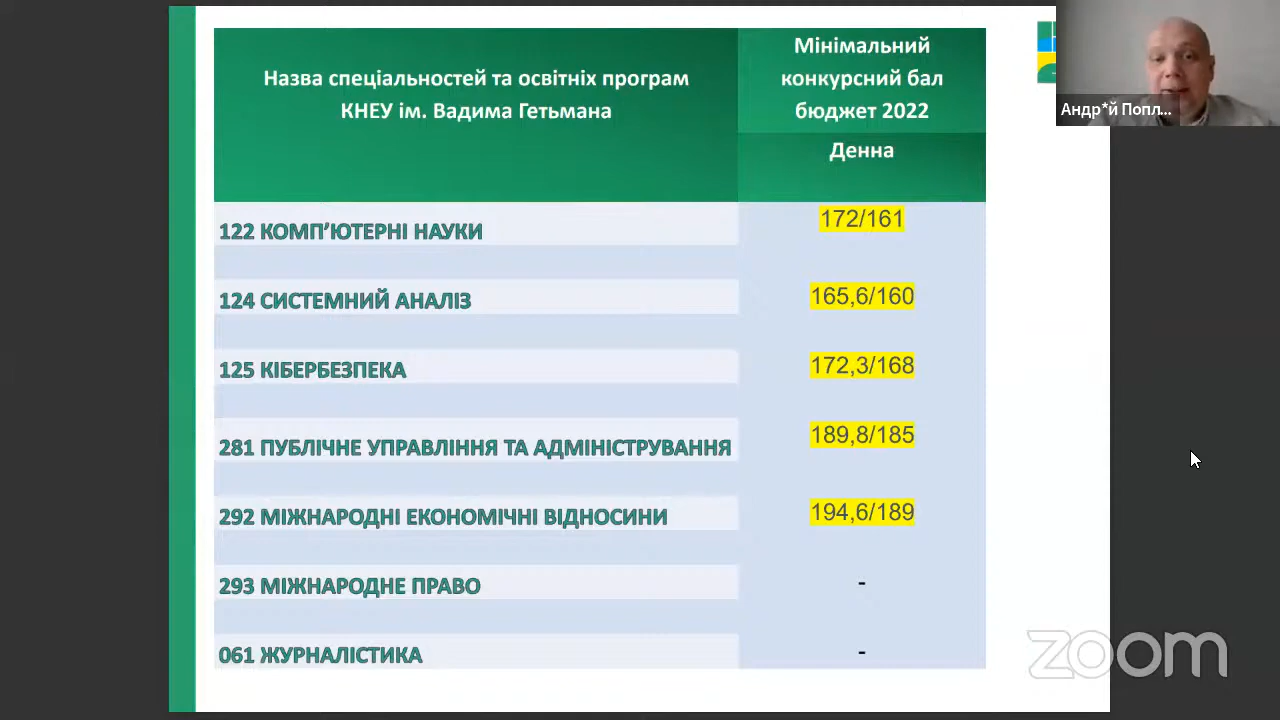 Назва спеціальностей та освітніх програм
КНЕУ ім. Вадима Гетьмана
Мінімальний
конкурсний бал
бюджет 2022
Денна
122 КОМП’ЮТЕРНІ НАУКИ
172/161
124 СИСТЕМНИЙ АНАЛІЗ
165,6/160
125 КІБЕРБЕЗПЕКА
172,3/168
281 ПУБЛІЧНЕ УПРАВЛІННЯ ТА АДМІНІСТРУВАННЯ
189,8/185
292 МІЖНАРОДНІ ЕКОНОМІЧНІ ВІДНОСИНИ
194,6/189
293 МІЖНАРОДНЕ ПРАВО
-
061 ЖУРНАЛІСТИКА
-
Андр*й Попл...
zoom